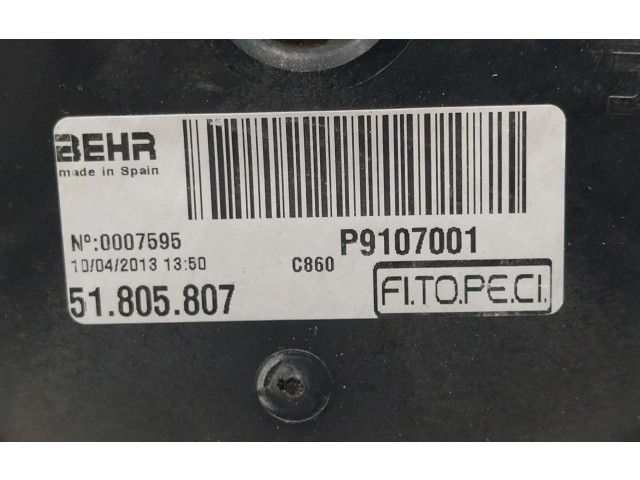 BEHR
made in Spain
Nº:0007595
10/04/2013 13:50
C860
P9107001
51.805.807
FI.TO.PE.CI.